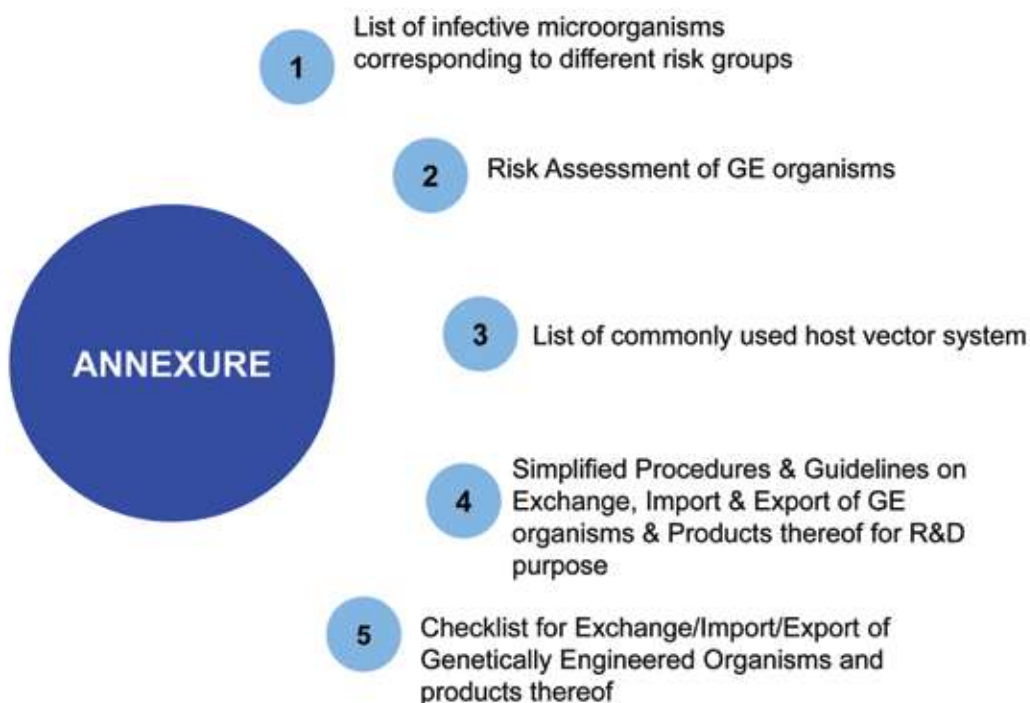 1
List of infective microorganisms
corresponding to different risk groups
2
Risk Assessment of GE organisms
ANNEXURE
3
List of commonly used host vector system
4
Simplified Procedures & Guidelines on
Exchange, Import & Export of GE
organisms & Products thereof for R&D
purpose
5
Checklist for Exchange/Import/Export of
Genetically Engineered Organisms and
products thereof